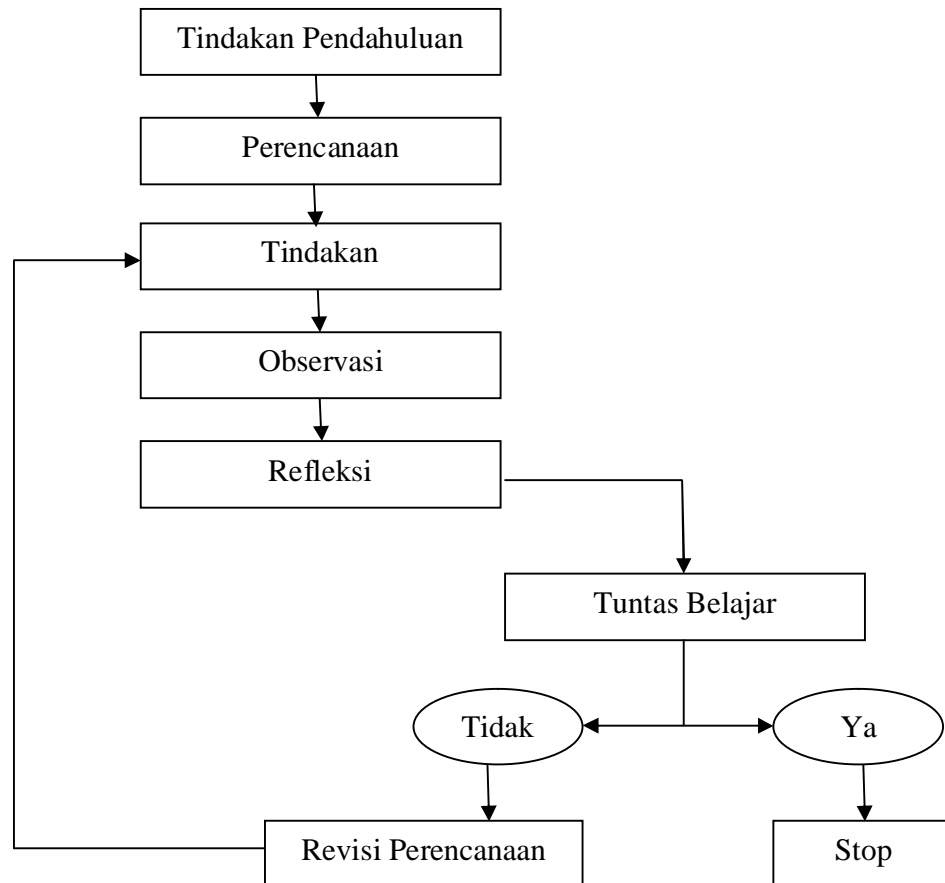 Tindakan Pendahuluan
Perencanaan
Tindakan
Observasi
Refleksi
Tuntas Belajar
Tidak
Ya
Revisi Perencanaan
Stop